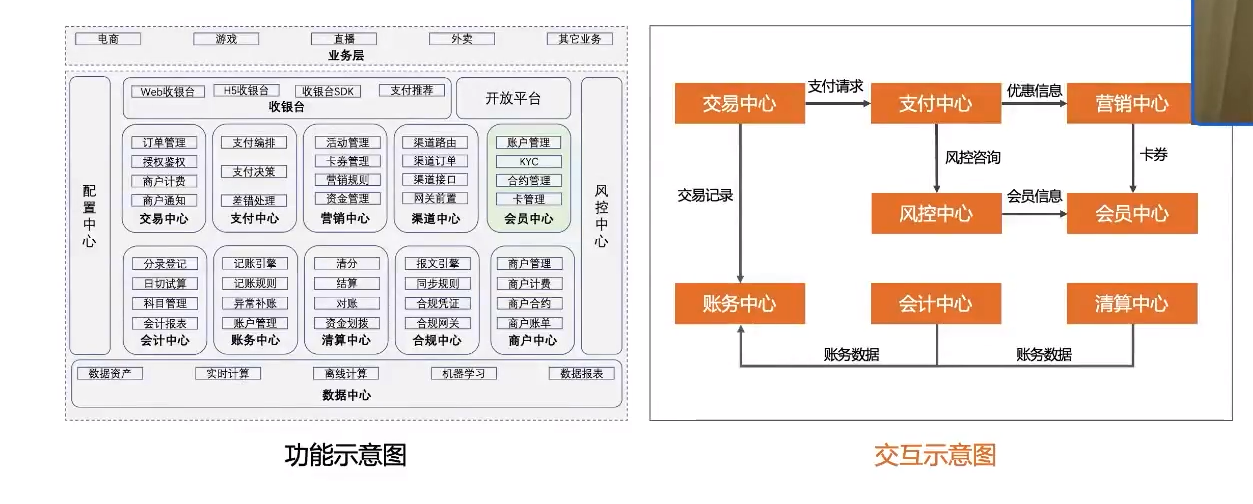 电商 游戏 直播 外卖 其它业务
业务层
配置中心
Web收银台 H5收银台 收银台SDK 支付推荐
收银台
开放平台
订单管理
授权鉴权
商户计费
商户通知
交易中心
支付编排
支付决策
差错处理
支付中心
活动管理
卡券管理
营销规则
资金管理
营销中心
渠道路由
渠道订单
渠道接口
网关前置
渠道中心
账户管理
KYC
合约管理
卡管理
会员中心
分录登记
日切试算
科目管理
会计报表
会计中心
记账引擎
记账规则
异常补账
账户管理
账务中心
清分
结算
对账
资金划拨
清算中心
报文引擎
同步规则
合规凭证
合规网关
合规中心
商户管理
商户计费
商户合约
商户账单
商户中心
风控中心
数据资产 实时计算 离线计算 机器学习 数据报表
数据中心
功能示意图
交易中心 支付请求 支付中心 优惠信息 营销中心
交易记录 风控咨询 卡券
风控中心 会员信息 会员中心
账务中心 会计中心 清算中心
账务数据 账务数据
交互示意图